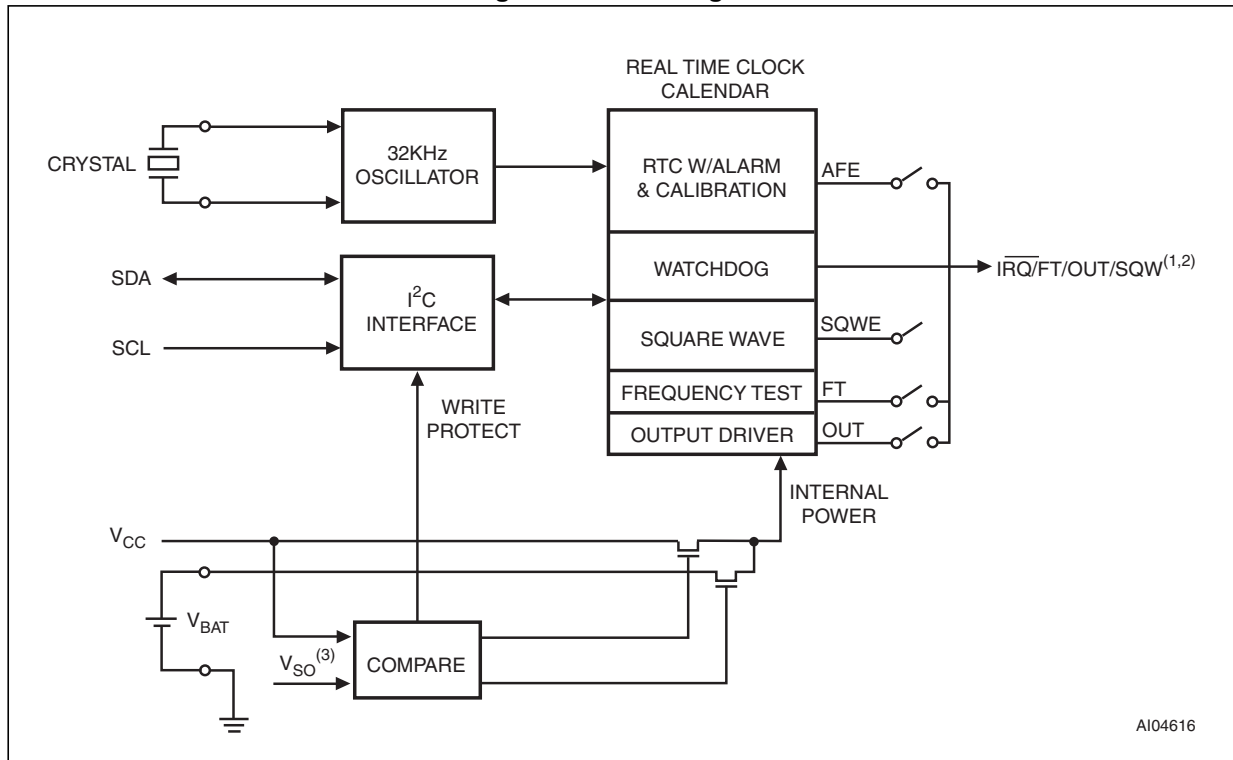 REAL TIME CLOCK
CALENDAR
CRYSTAL
32KHz
OSCILLATOR
RTC W/ALARM
& CALIBRATION
AFE
WATCHDOG
IRQ/FT/OUT/SQW(1,2)
SDA
SCL
I2C
INTERFACE
SQUARE WAVE
SQWE
FREQUENCY TEST
FT
OUTPUT DRIVER
OUT
WRITE
PROTECT
INTERNAL
POWER
VCC
VBAT
VSO(3)
COMPARE
AI04616